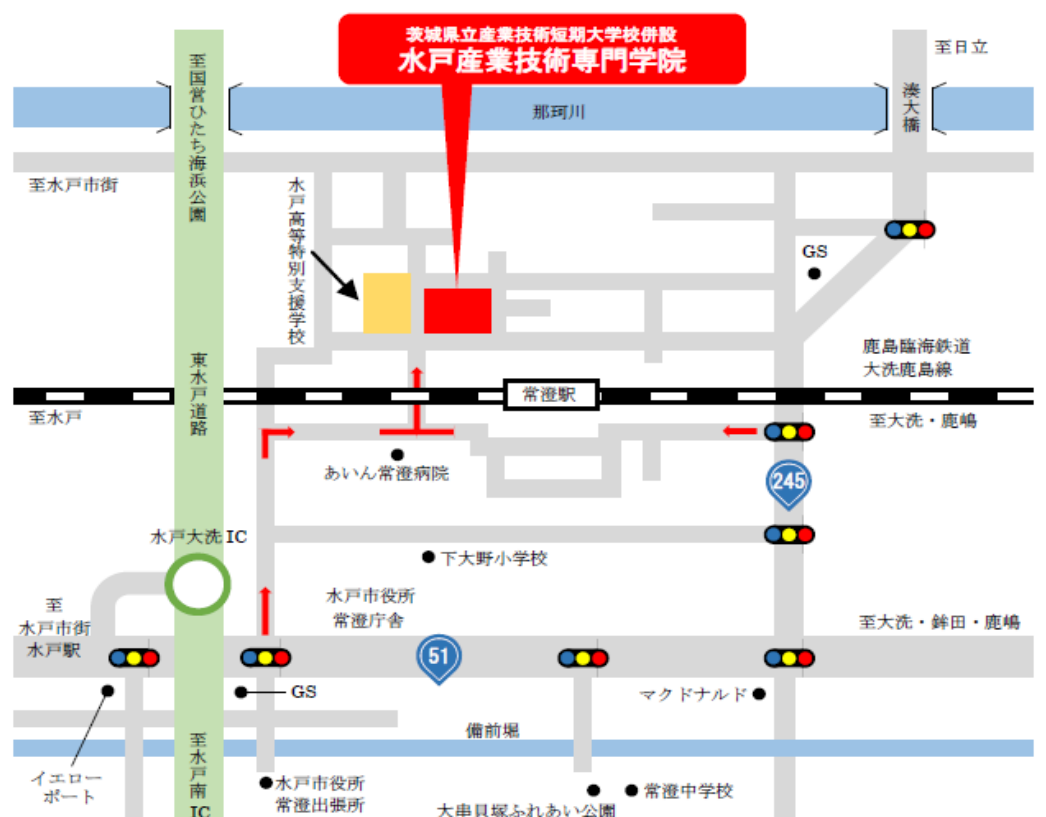 茨城県立産業技術短期大学校併設
水戸産業技術専門学院
至日立
至国営ひたち海浜公園
湊大橋
那珂川
至水戸市街
水戸高等特別支援学校
GS
東水戸道路
鹿島臨海鉄道
大洗鹿島線
常澄駅
至水戸
至大洗・鹿嶋
あいん常澄病院
245
水戸大洗IC
下大野小学校
至
水戸市街
水戸駅
水戸市役所
常澄庁舎
至大洗・鉾田・鹿嶋
51
GS
マクドナルド
備前堀
至水戸南IC
イエロー
ポート
水戸市役所
常澄出張所
常澄中学校
大串貝塚ふれあい公園